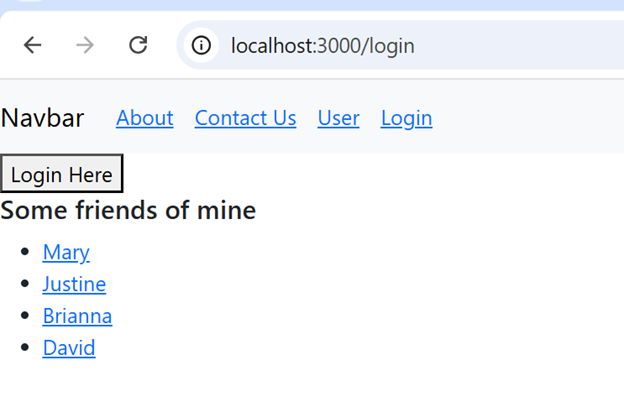 localhost:3000/login
Navbar About Contact Us User Login
Login Here
Some friends of mine
Mary
Justine
Brianna
David